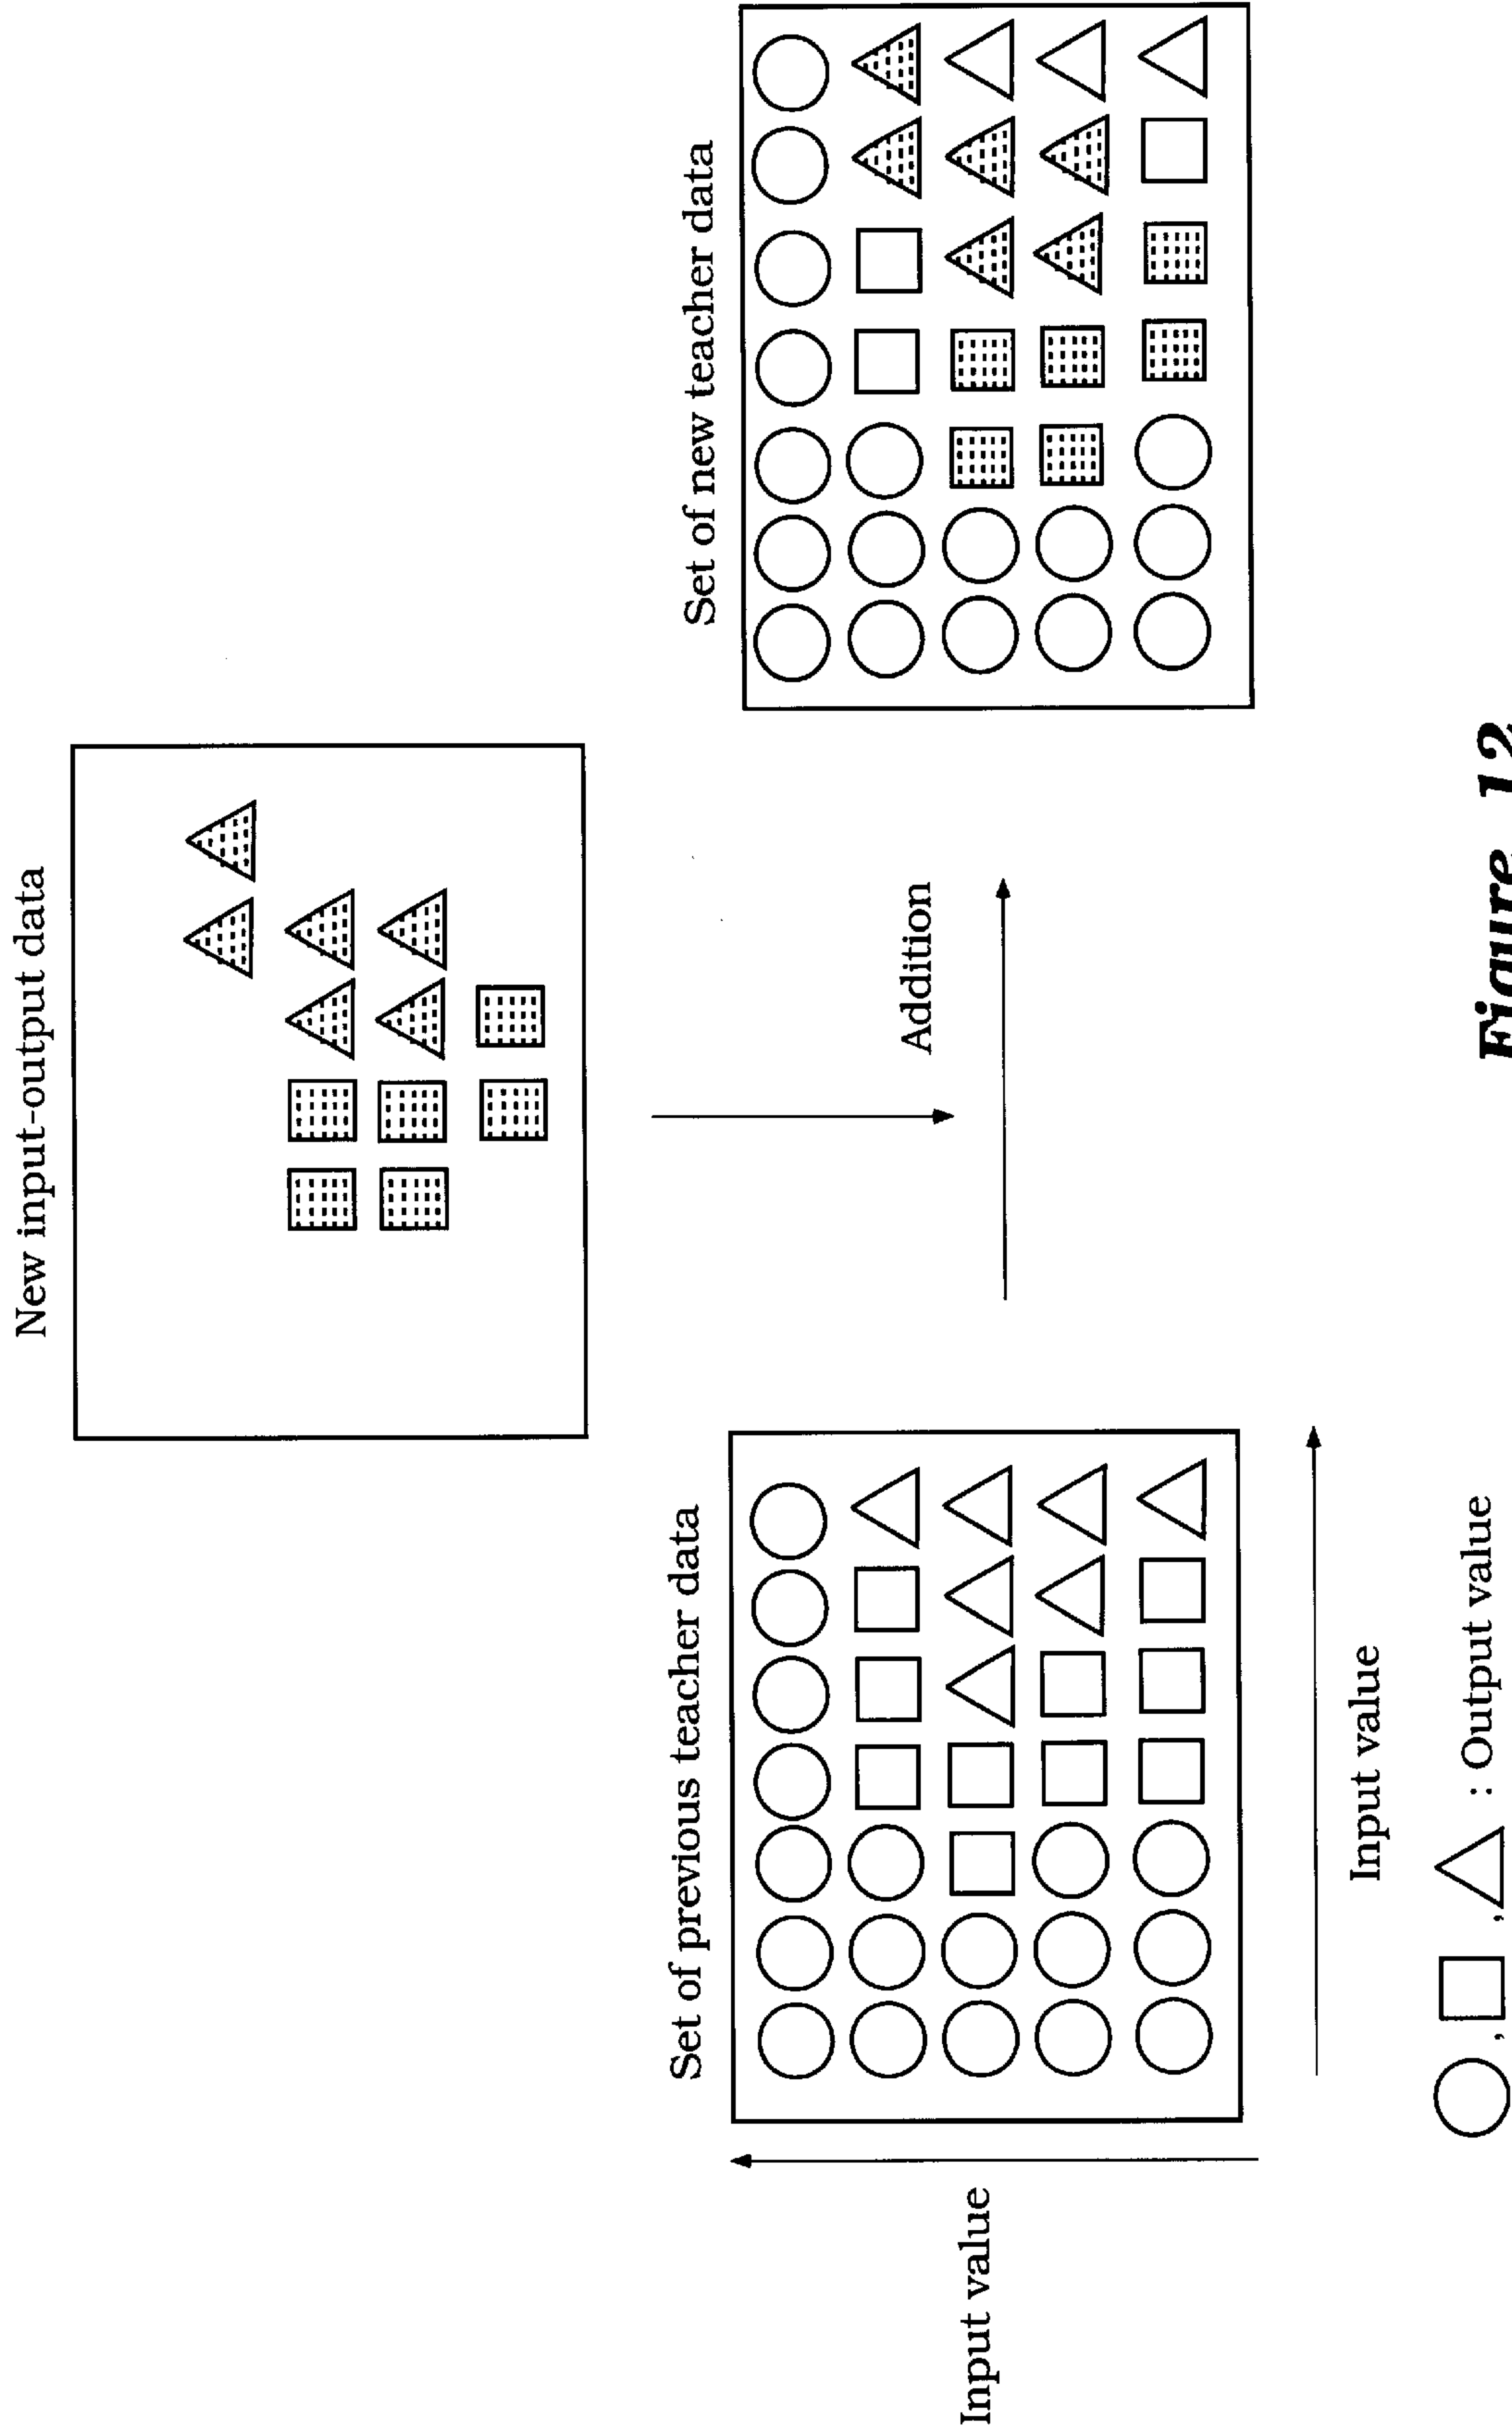 New input-output data
Set of previous teacher data
Set of new teacher data
Addition
Input value
Input value
, , : Output value
Figure 12